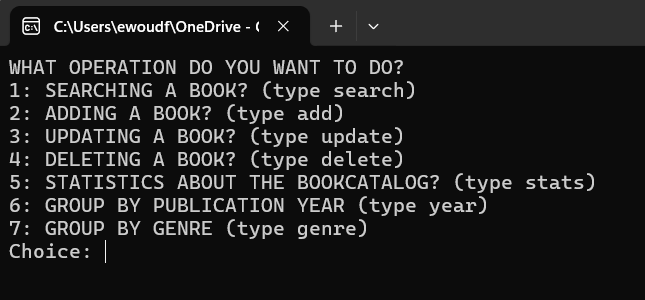 C:\Users\ewoudf\OneDrive - (
WHAT OPERATION DO YOU WANT TO DO?
1: SEARCHING A BOOK? (type search)
2: ADDING A BOOK? (type add)
3: UPDATING A BOOK? (type update)
4: DELETING A BOOK? (type delete)
5: STATISTICS ABOUT THE BOOKCATALOG? (type stats)
6: GROUP BY PUBLICATION YEAR (type year)
7: GROUP BY GENRE (type genre)
Choice: